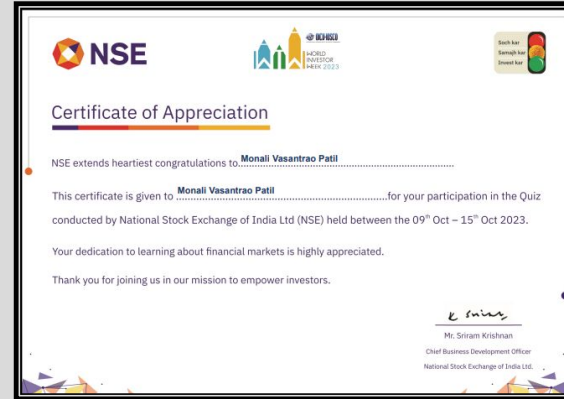 NSE
WORLD
INVESTOR
WEEK 2023
Soch kar
Samajh kar
Invest kar
Certificate of Appreciation
NSE extends heartiest congratulations to Monali Vasantrao Patil
This certificate is given to Monali Vasantrao Patil for your participation in the Quiz
conducted by National Stock Exchange of India Ltd (NSE) held between the 09th Oct – 15th Oct 2023.
Your dedication to learning about financial markets is highly appreciated.
Thank you for joining us in our mission to empower investors.
Mr. Sriram Krishnan
Chief Business Development Officer
National Stock Exchange of India Ltd.